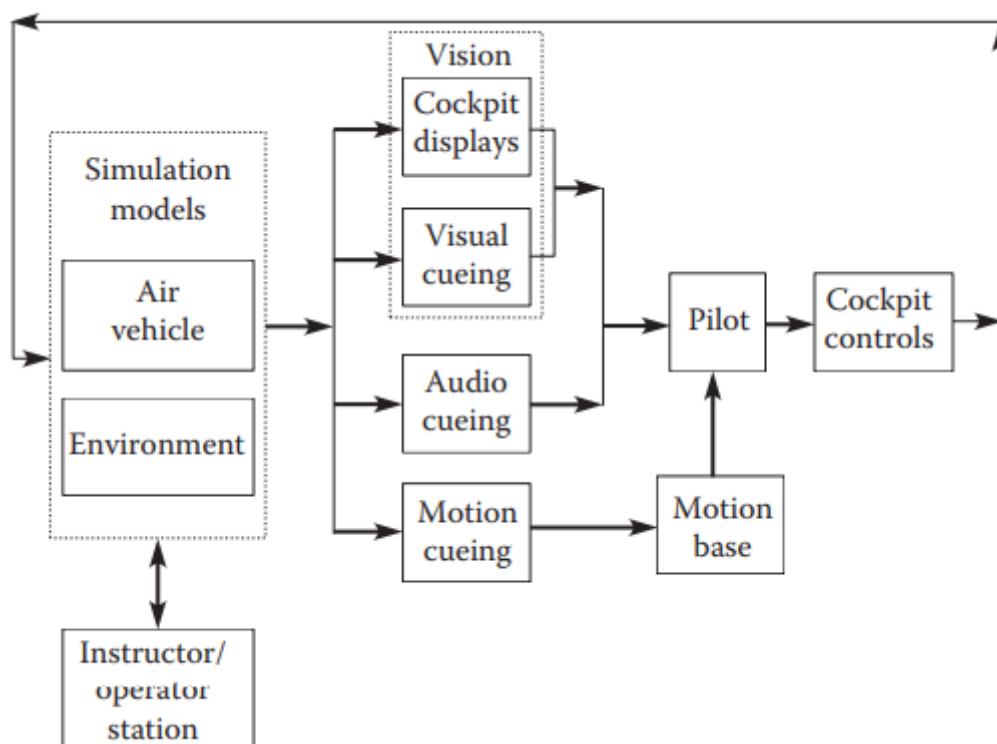 Vision
Cockpit
displays
Simulation
models
Visual
cueing
Air
vehicle
Pilot
Cockpit
controls
Audio
cueing
Environment
Motion
cueing
Motion
base
Instructor/
operator
station